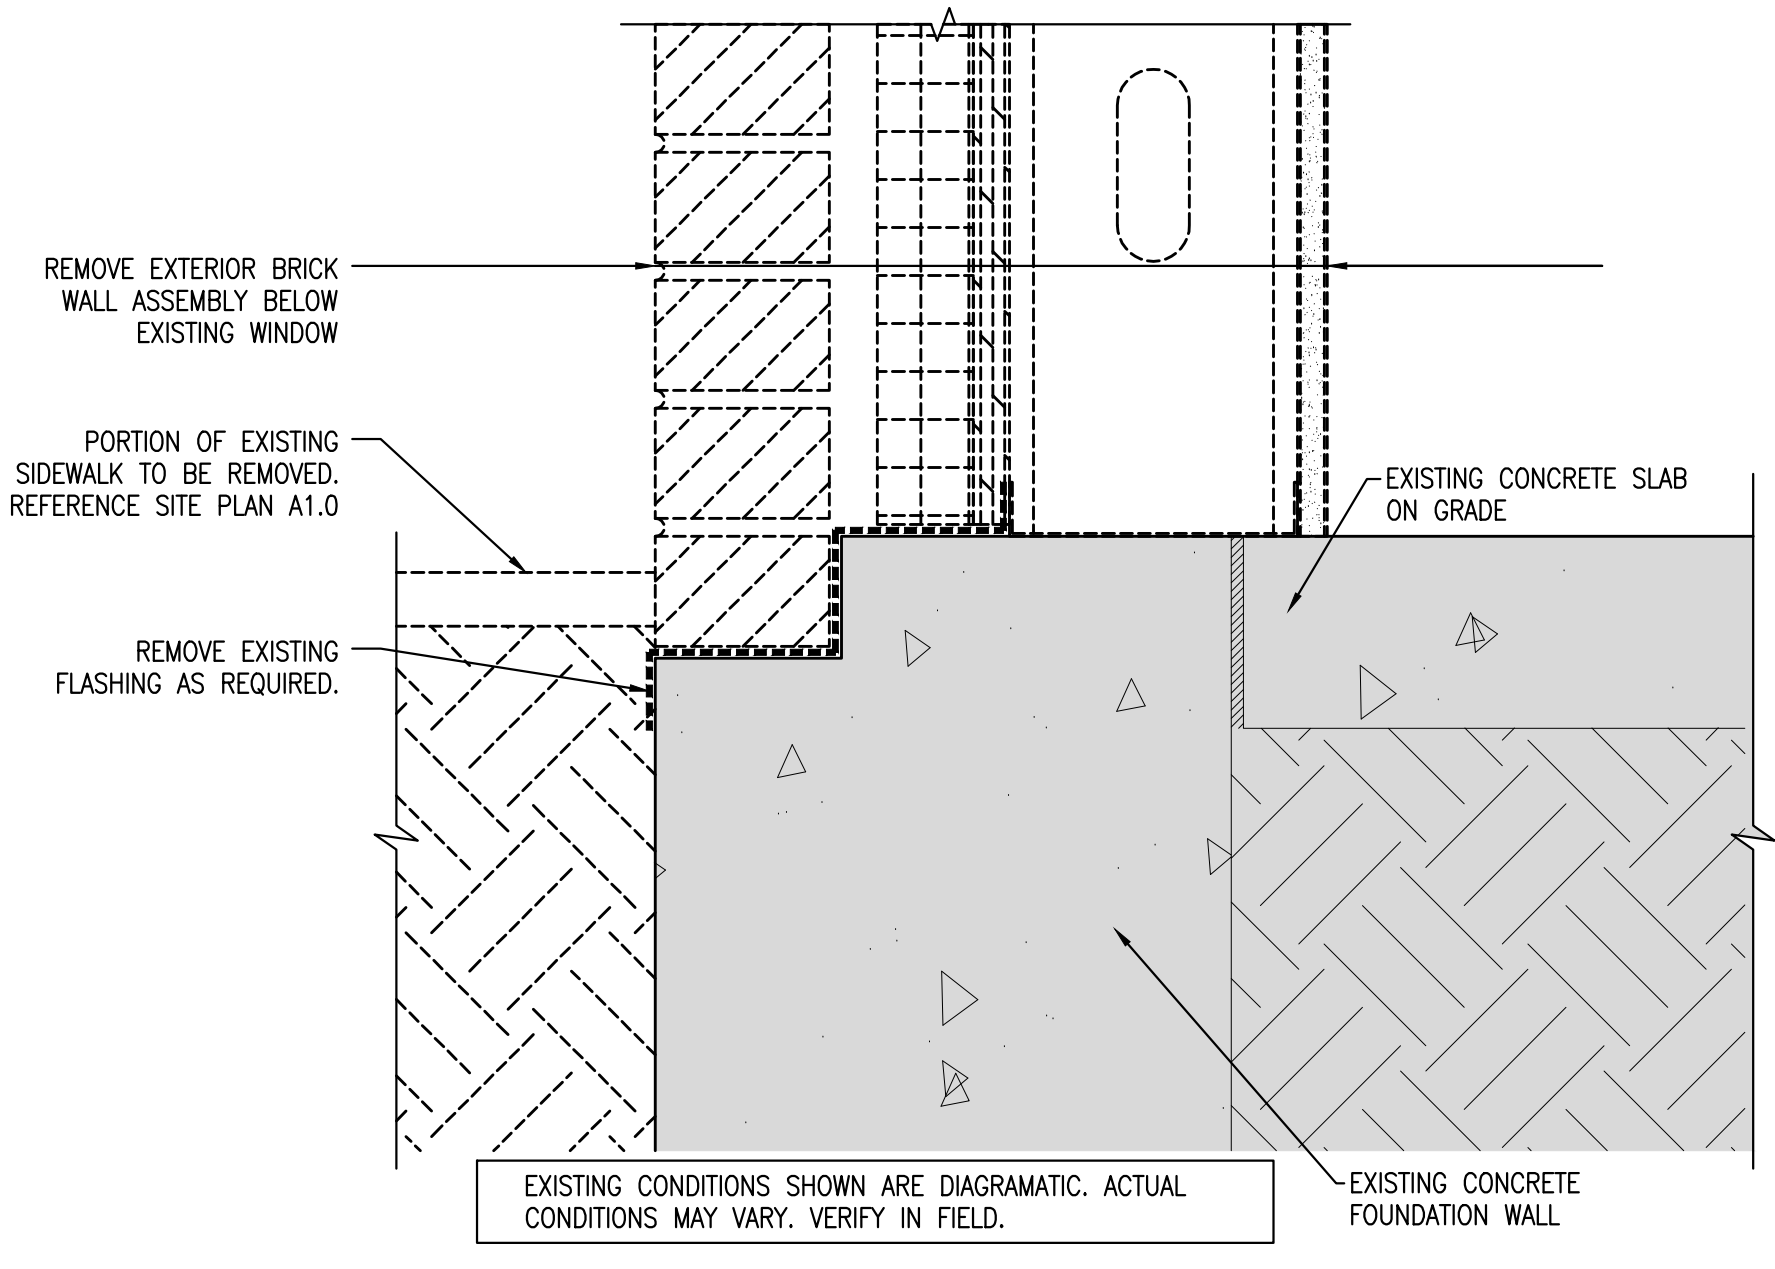 REMOVE EXTERIOR BRICK
WALL ASSEMBLY BELOW
EXISTING WINDOW
PORTION OF EXISTING
SIDEWALK TO BE REMOVED.
REFERENCE SITE PLAN A1.0
EXISTING CONCRETE SLAB
ON GRADE
REMOVE EXISTING
FLASHING AS REQUIRED.
EXISTING CONDITIONS SHOWN ARE DIAGRAMATIC. ACTUAL
CONDITIONS MAY VARY. VERIFY IN FIELD.
EXISTING CONCRETE
FOUNDATION WALL